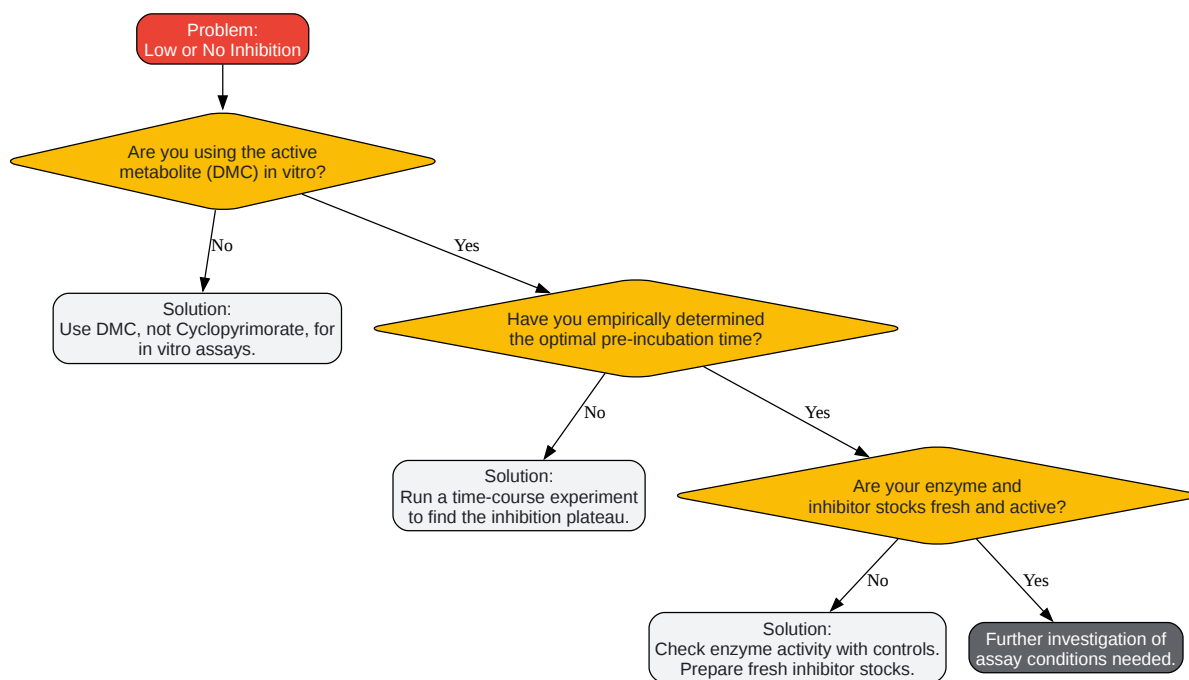 Problem:
Low or No Inhibition
Are you using the active
metabolite (DMC) in vitro?
No
Yes
Solution:
Use DMC, not Cyclopyrimorate, for
in vitro assays.
Have you empirically determined
the optimal pre-incubation time?
No
Yes
Solution:
Run a time-course experiment
to find the inhibition plateau.
Are your enzyme and
inhibitor stocks fresh and active?
No
Yes
Solution:
Check enzyme activity with controls.
Prepare fresh inhibitor stocks.
Further investigation of
assay conditions needed.